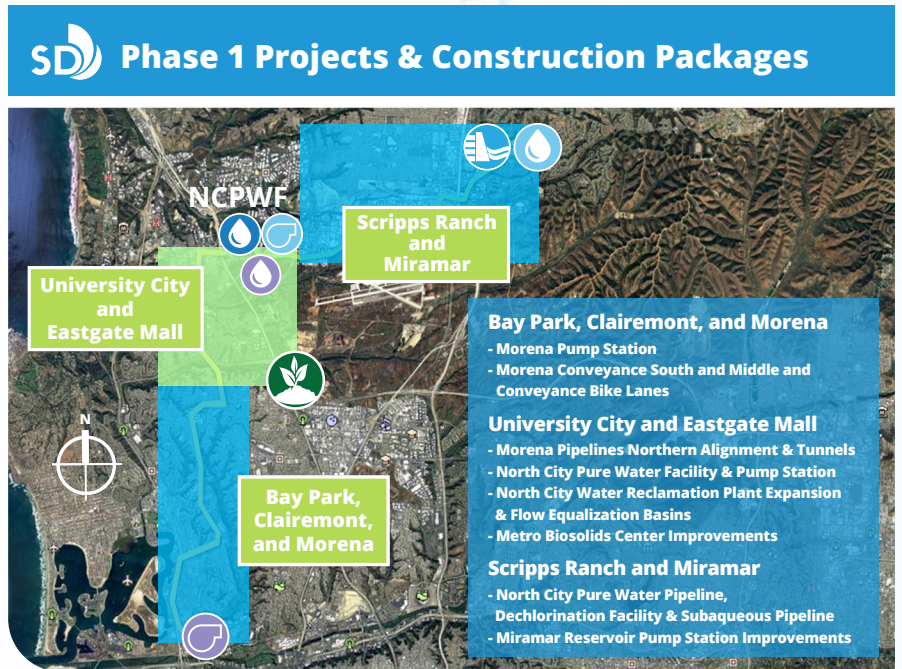 SD
Phase 1 Projects & Construction Packages
NCPWF
Scripps Ranch
and
Miramar
University City
and
Eastgate Mall
N
Bay Park,
Clairemont,
and Morena
Bay Park, Clairemont, and Morena
- Morena Pump Station
- Morena Conveyance South and Middle and
Conveyance Bike Lanes
University City and Eastgate Mall
- Morena Pipelines Northern Alignment & Tunnels
- North City Pure Water Facility & Pump Station
- North City Water Reclamation Plant Expansion
& Flow Equalization Basins
- Metro Biosolids Center Improvements
Scripps Ranch and Miramar
- North City Pure Water Pipeline,
Dechlorination Facility & Subaqueous Pipeline
- Miramar Reservoir Pump Station Improvements